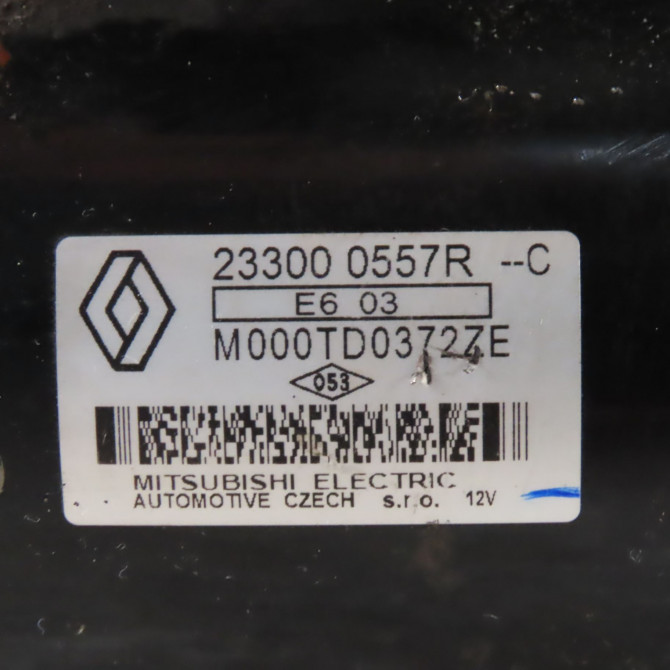 23300 0557R --C
E6 03
M000TD0372ZE
053
MITSUBISHI ELECTRIC
AUTOMOTIVE CZECH s.r.o. 12V